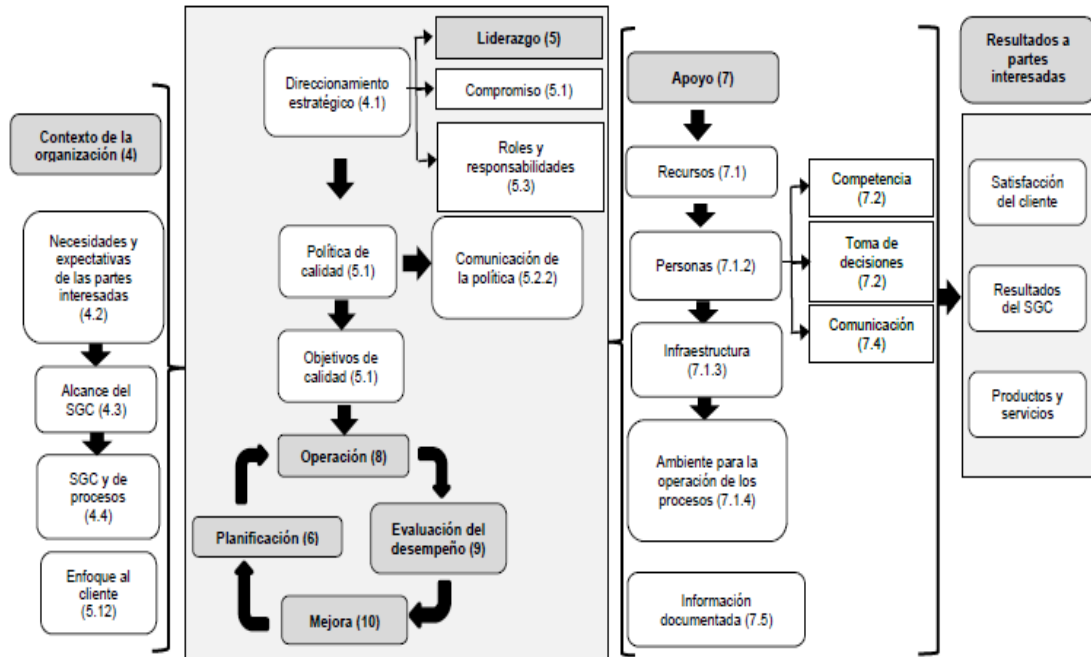 Contexto de la
organización (4)
Necesidades y
expectativas
de las partes
interesadas
(4.2)
Alcance del
SGC (4.3)
SGC y de
procesos
(4.4)
Enfoque al
cliente
(5.12)
Direccionamiento
estratégico (4.1)
Liderazgo (5)
Compromiso (5.1)
Roles y
responsabilidades
(5.3)
Política de
calidad (5.1)
Comunicación de
la política (5.2.2)
Objetivos de
calidad (5.1)
Operación (8)
Planificación (6)
Evaluación del
desempeño (9)
Mejora (10)
Apoyo (7)
Recursos (7.1)
Personas (7.1.2)
Competencia
(7.2)
Toma de
decisiones
(7.2)
Comunicación
(7.4)
Infraestructura
(7.1.3)
Ambiente para la
operación de los
procesos (7.1.4)
Información
documentada (7.5)
Resultados a
partes
interesadas
Satisfacción
del cliente
Resultados
del SGC
Productos y
servicios